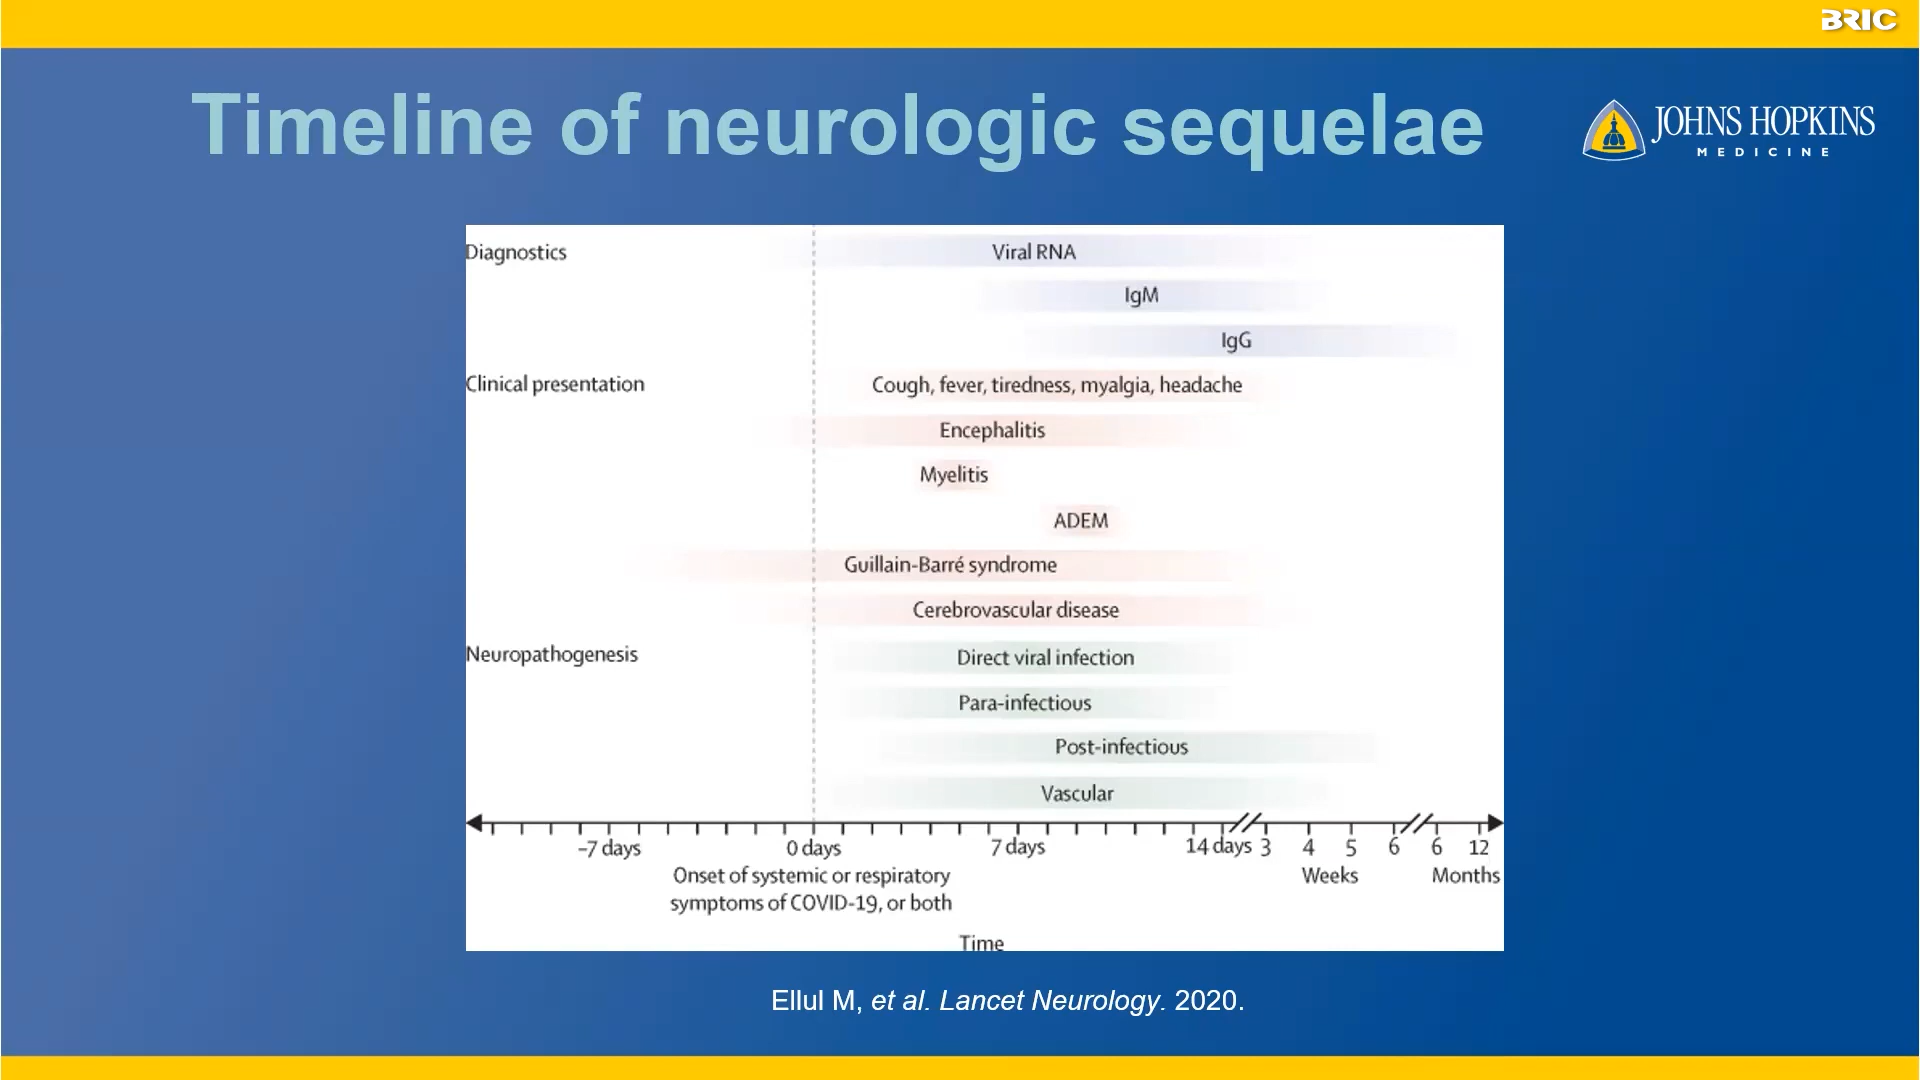 BRIC
Timeline of neurologic sequelae
JOHNS HOPKINS
MEDICINE
Diagnostics
Viral RNA
IgM
IgG
Clinical presentation
Cough, fever, tiredness, myalgia, headache
Encephalitis
Myelitis
ADEM
Guillain-Barré syndrome
Cerebrovascular disease
Neuropathogenesis
Direct viral infection
Para-infectious
Post-infectious
Vascular
–7 days 0 days 7 days 14 days 3 4 5 6 6 12
Onset of systemic or respiratory Weeks Months
symptoms of COVID-19, or both
Time
Ellul M, et al. Lancet Neurology. 2020.